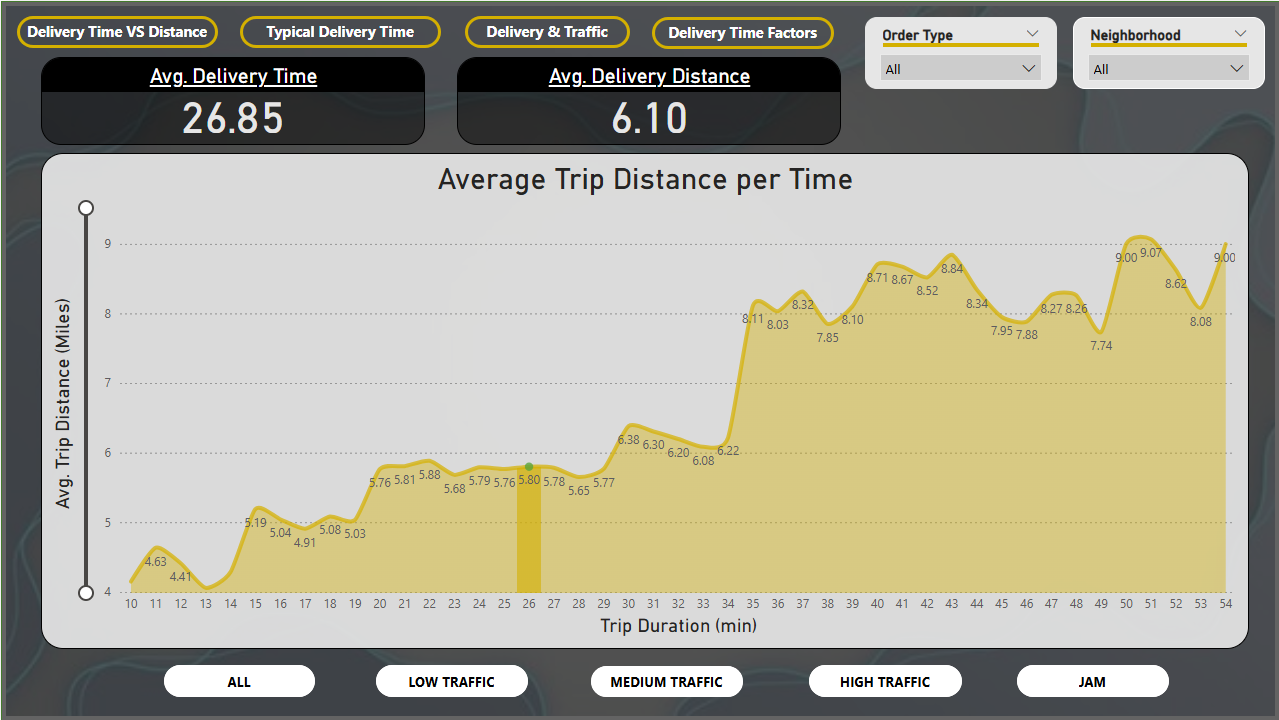 Delivery Time VS Distance
Typical Delivery Time
Delivery & Traffic
Delivery Time Factors
Order Type
All
Neighborhood
All
Avg. Delivery Time
26.85
Avg. Delivery Distance
6.10
Average Trip Distance per Time
Avg. Trip Distance (Miles)
9
8
7
6
5
4
4.63
4.41
5.19
5.04
4.91
5.08
5.03
5.76
5.81
5.88
5.68
5.79
5.76
5.80
5.78
5.65
5.77
6.38
6.30
6.20
6.08
6.22
8.11
8.03
8.32
7.85
8.10
8.71
8.67
8.52
8.84
8.34
7.95
7.88
8.27
8.26
7.74
9.00
9.07
8.62
8.08
9.00
10 11 12 13 14 15 16 17 18 19 20 21 22 23 24 25 26 27 28 29 30 31 32 33 34 35 36 37 38 39 40 41 42 43 44 45 46 47 48 49 50 51 52 53 54
Trip Duration (min)
ALL
LOW TRAFFIC
MEDIUM TRAFFIC
HIGH TRAFFIC
JAM